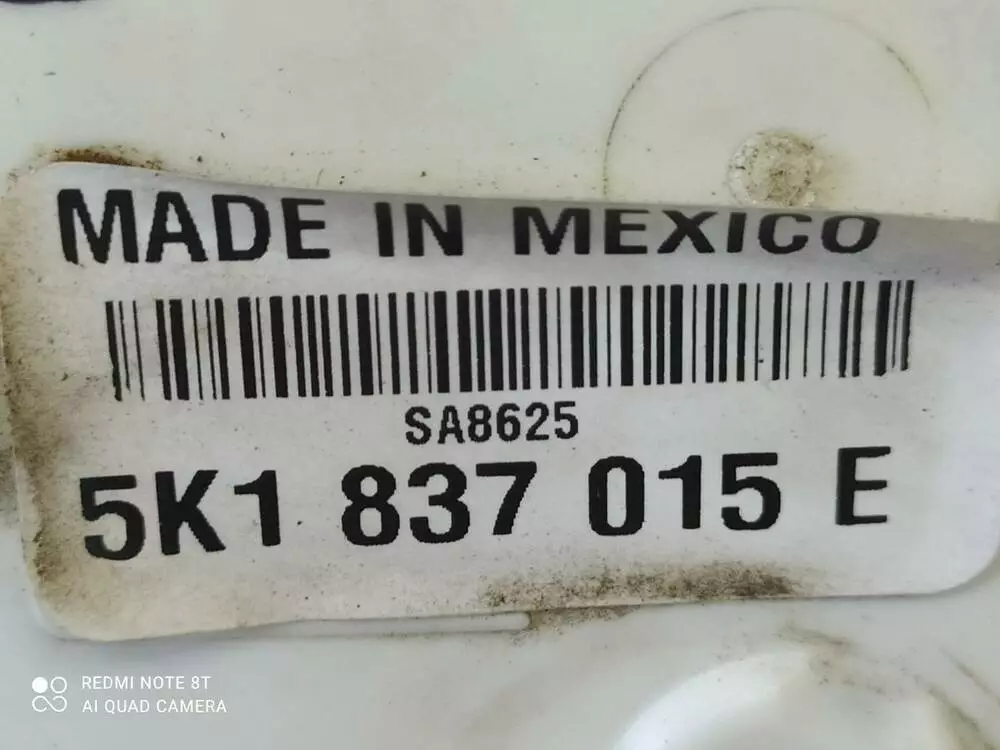 MADE IN MEXICO
SA8625
5K1 837 015 E
REDMI NOTE 8T
AI QUAD CAMERA